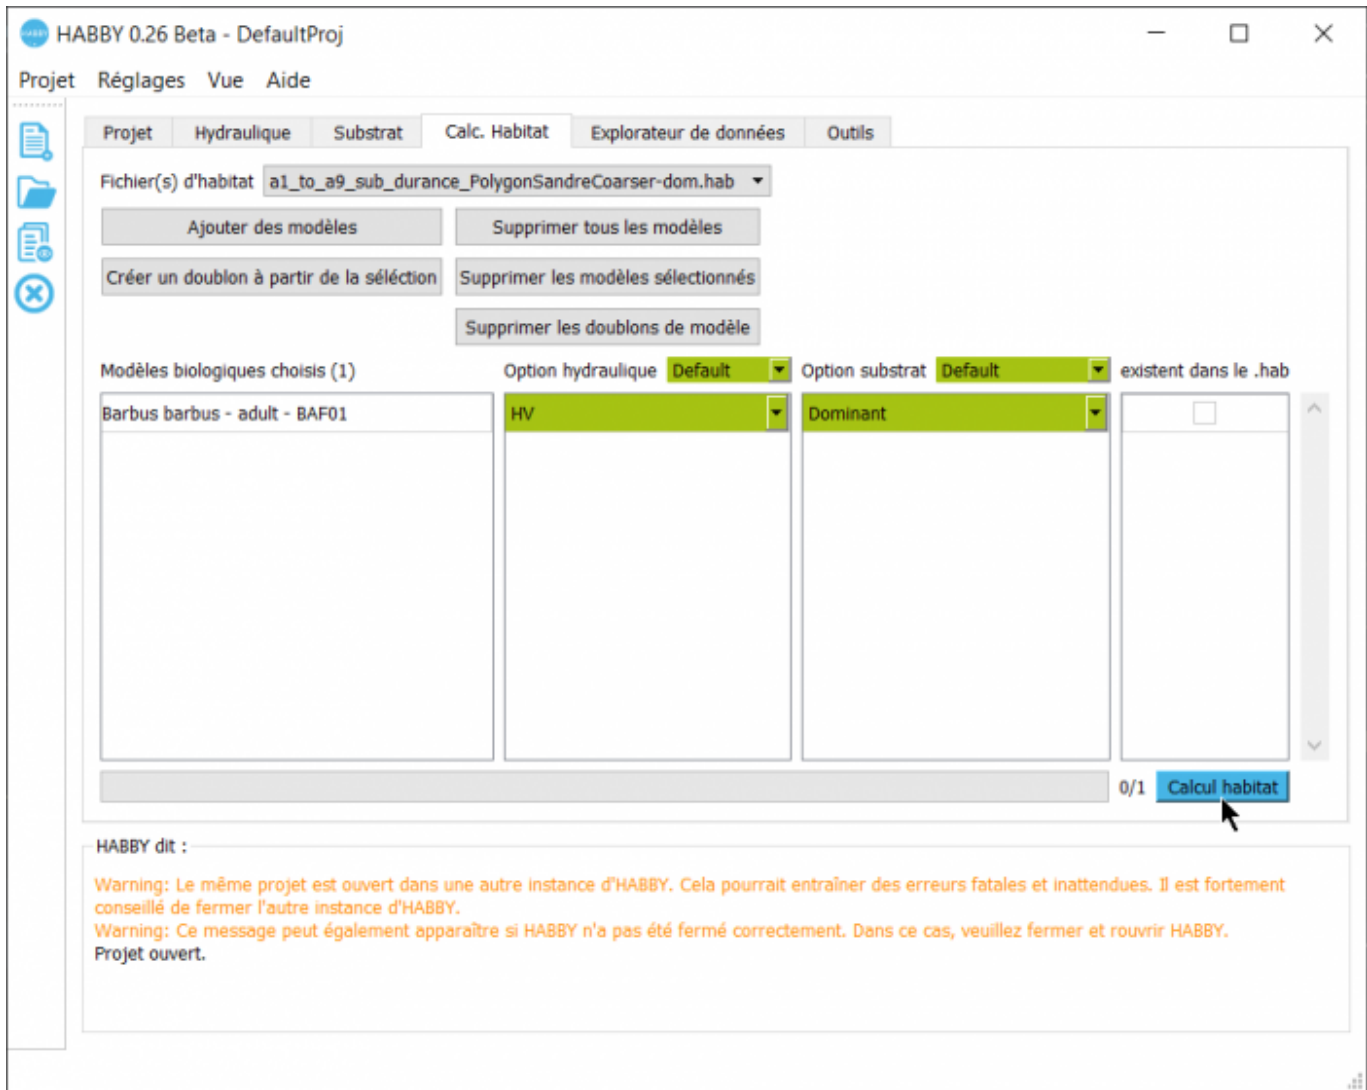 HABBY 0.26 Beta - DefaultProj
Projet Réglages Vue Aide
Projet Hydraulique Substrat Calc. Habitat Explorateur de données Outils
Fichier(s) d'habitat a1_to_a9_sub_durance_PolygonSandreCoarser-dom.hab
Ajouter des modèles Supprimer tous les modèles
Créer un doublon à partir de la séléction Supprimer les modèles sélectionnés
Supprimer les doublons de modèle
Modèles biologiques choisis (1) Option hydraulique Default Option substrat Default existent dans le .hab
Barbus barbus - adult - BAF01 HV Dominant
0/1 Calcul habitat
HABBY dit :
Warning: Le même projet est ouvert dans une autre instance d'HABBY. Cela pourrait entraîner des erreurs fatales et inattendues. Il est fortement
conseillé de fermer l'autre instance d'HABBY.
Warning: Ce message peut également apparaître si HABBY n'a pas été fermé correctement. Dans ce cas, veuillez fermer et rouvrir HABBY.
Projet ouvert.